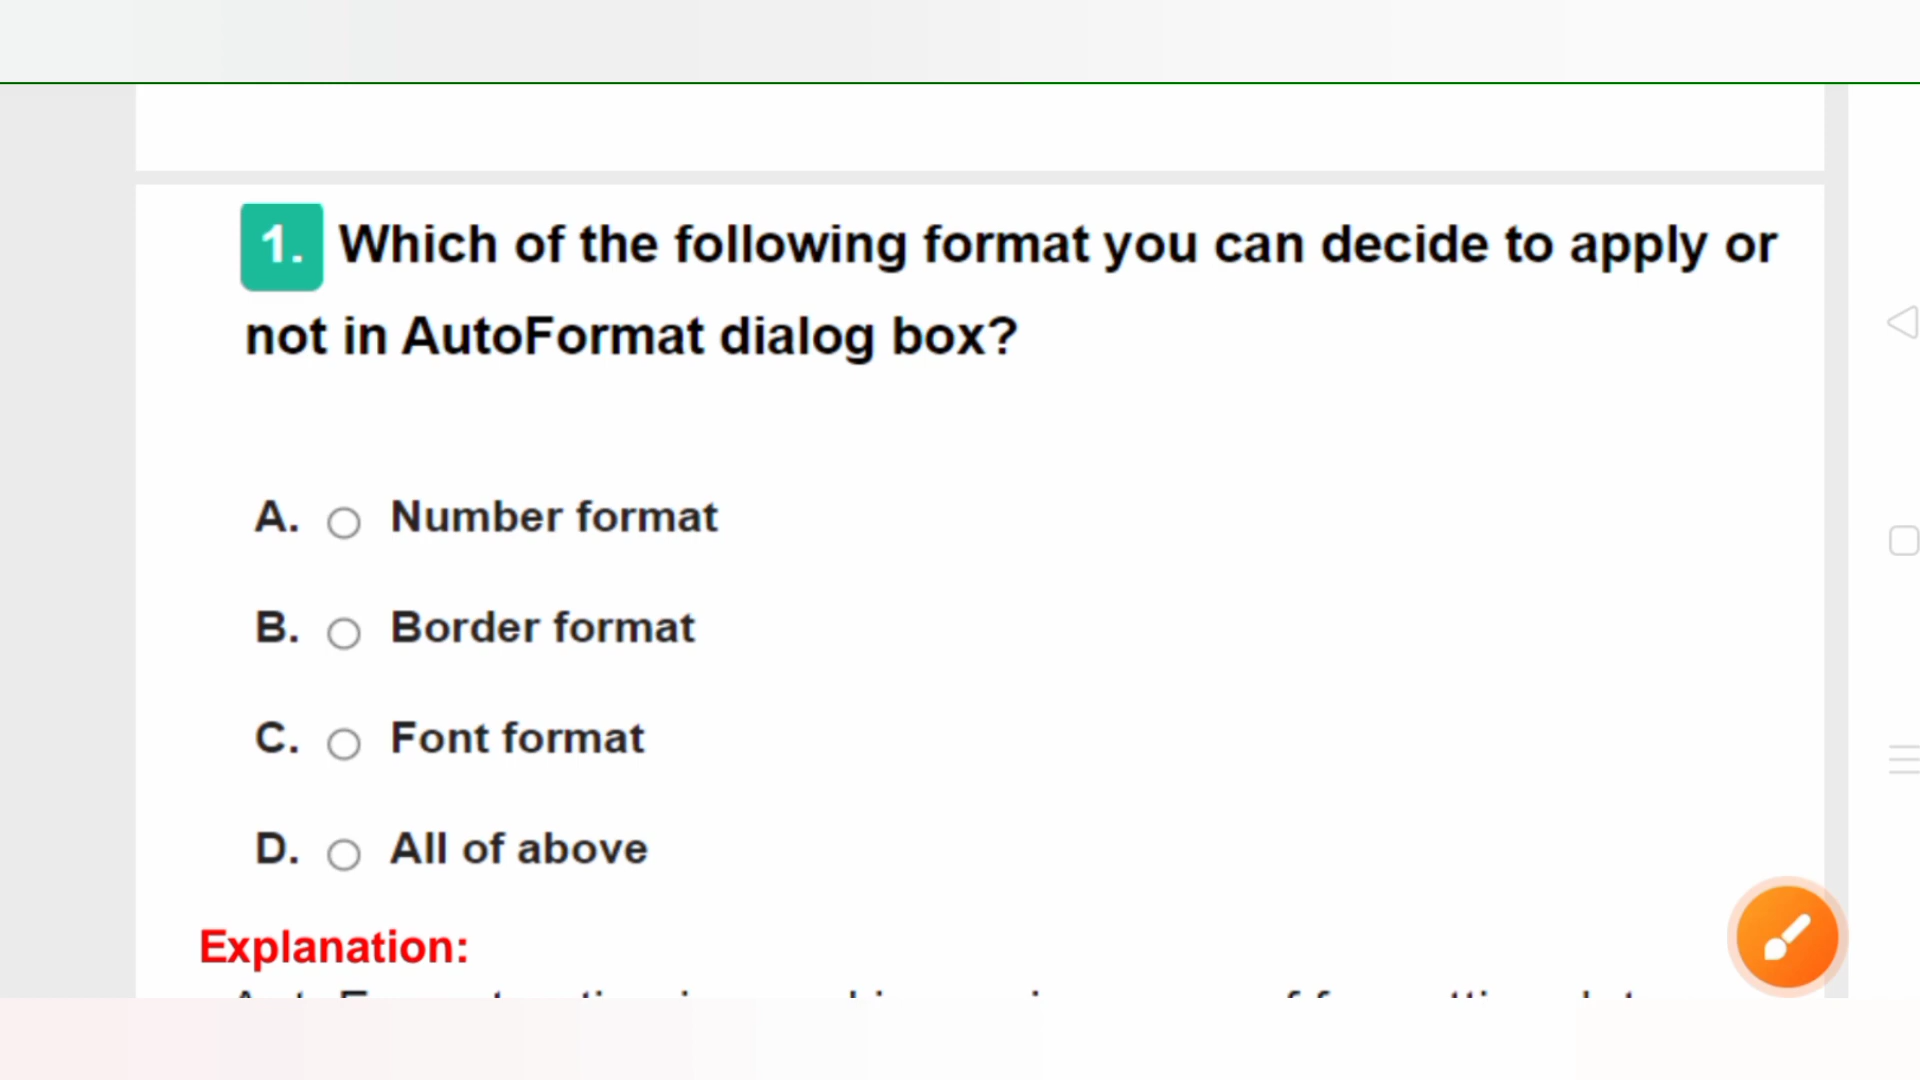 1. Which of the following format you can decide to apply or
not in AutoFormat dialog box?
A. Number format
B. Border format
C. Font format
D. All of above
Explanation: